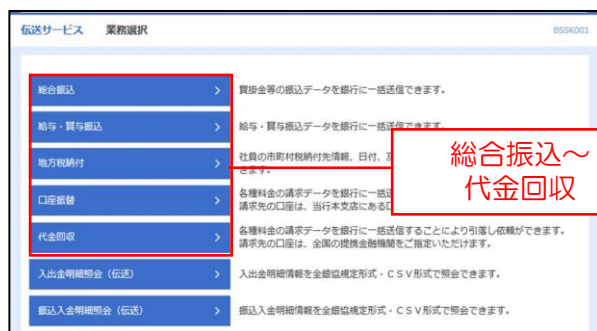 伝送サービス 業務選択 BSSK001
総合振込 > 買掛金等の振込データを銀行に一括送信できます。
給与・賞与振込 > 給与・賞与振込データを銀行に一括送信できます。
地方税納付 > 社員の市町村税納付先情報、日付、
きます。
口座振替 > 各種料金の請求データを銀行に一括送
請求先の口座は、当行本支店にある口
代金回収 > 各種料金の請求データを銀行に一括送信することにより引落し依頼ができます。
請求先の口座は、全国の提携金融機関をご指定いただけます。
入出金明細照会(伝送) > 入出金明細情報を全銀協規定形式・CSV形式で照会できます。
振込入金明細照会(伝送) > 振込入金明細情報を全銀協規定形式・CSV形式で照会できます。
総合振込~
代金回収